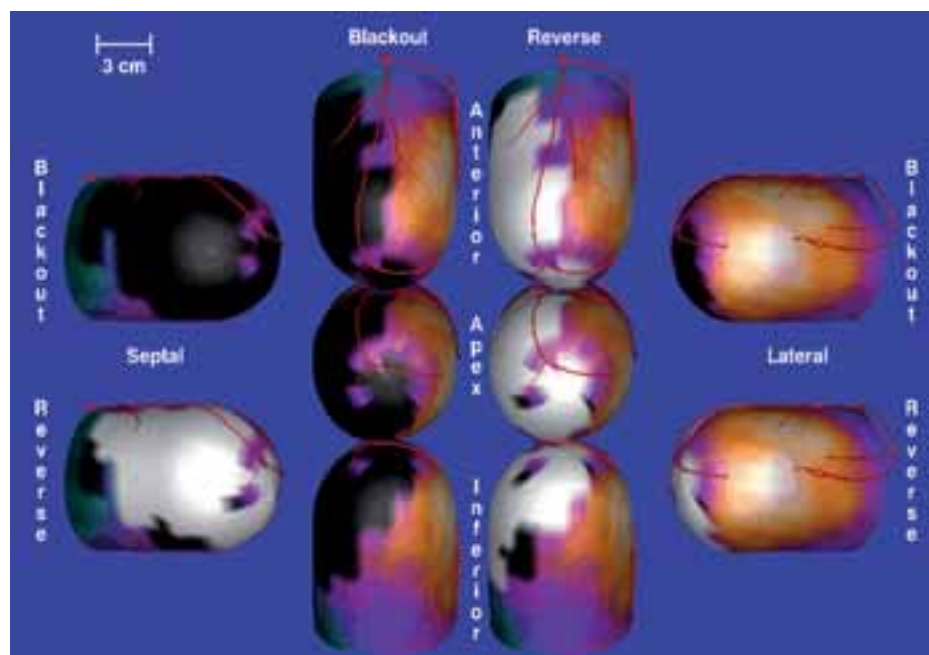 3 cm
Blackout
Reverse
Anterior
Blackout
Blackout
Septal
Apex
Lateral
Reverse
Inferior
Reverse